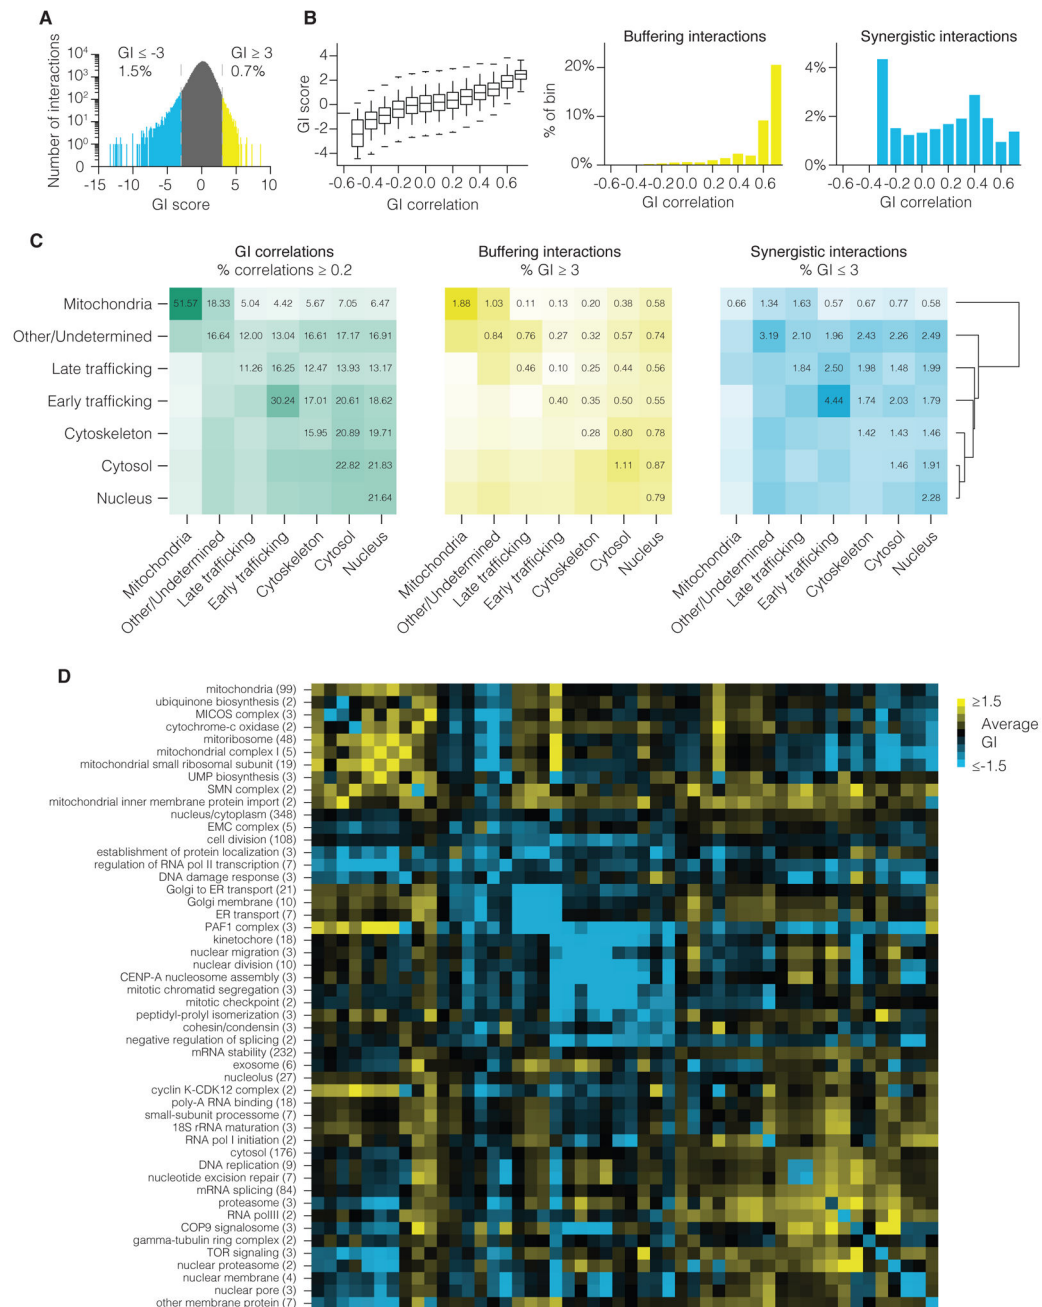 A
B
GI ≤ -3
1.5%
GI ≥ 3
0.7%
Number of interactions
10⁴
10³
10²
10¹
10⁰
0
-15 -10 -5 0 5 10
GI score
GI score
4
2
0
-2
-4
-0.6 -0.4 -0.2 0.0 0.2 0.4 0.6
GI correlation
Buffering interactions
% of bin
20%
10%
0%
-0.6 -0.4 -0.2 0.0 0.2 0.4 0.6
GI correlation
Synergistic interactions
4%
2%
0%
-0.6 -0.4 -0.2 0.0 0.2 0.4 0.6
GI correlation
C
GI correlations
% correlations ≥ 0.2
Buffering interactions
% GI ≥ 3
Synergistic interactions
% GI ≤ 3
Mitochondria 51.57 18.33 5.04 4.42 5.67 7.05 6.47 1.88 1.03 0.11 0.13 0.20 0.38 0.58 0.66 1.34 1.63 0.57 0.67 0.77 0.58
Other/Undetermined 16.64 12.00 13.04 16.61 17.17 16.91 0.84 0.76 0.27 0.32 0.57 0.74 3.19 2.10 1.96 2.43 2.26 2.49
Late trafficking 11.26 16.25 12.47 13.93 13.17 0.46 0.10 0.25 0.44 0.56 1.84 2.50 1.98 1.48 1.99
Early trafficking 30.24 17.01 20.61 18.62 0.40 0.35 0.50 0.55 4.44 1.74 2.03 1.79
Cytoskeleton 15.95 20.89 19.71 0.28 0.80 0.78 1.42 1.43 1.46
Cytosol 22.82 21.83 1.11 0.87 1.46 1.91
Nucleus 21.64 0.79 2.28
Mitochondria
Other/Undetermined
Late trafficking
Early trafficking
Cytoskeleton
Cytosol
Nucleus
Mitochondria
Other/Undetermined
Late trafficking
Early trafficking
Cytoskeleton
Cytosol
Nucleus
Mitochondria
Other/Undetermined
Late trafficking
Early trafficking
Cytoskeleton
Cytosol
Nucleus
D
mitochondria (99)
ubiquinone biosynthesis (2)
MICOS complex (3)
cytochrome-c oxidase (2)
mitoribosome (48)
mitochondrial complex I (5)
mitochondrial small ribosomal subunit (19)
UMP biosynthesis (3)
SMN complex (2)
mitochondrial inner membrane protein import (2)
nucleus/cytoplasm (348)
EMC complex (5)
cell division (108)
establishment of protein localization (3)
regulation of RNA pol II transcription (7)
DNA damage response (3)
Golgi to ER transport (21)
Golgi membrane (10)
ER transport (7)
PAF1 complex (3)
kinetochore (18)
nuclear migration (3)
nuclear division (10)
CENP-A nucleosome assembly (3)
mitotic chromatid segregation (3)
mitotic checkpoint (2)
peptidyl-prolyl isomerization (3)
cohesin/condensin (3)
negative regulation of splicing (2)
mRNA stability (232)
exosome (6)
nucleolus (27)
cyclin K-CDK12 complex (2)
poly-A RNA binding (18)
small-subunit processome (7)
18S rRNA maturation (3)
RNA pol I initiation (2)
cytosol (176)
DNA replication (9)
nucleotide excision repair (7)
mRNA splicing (84)
proteasome (3)
RNA polIII (2)
COP9 signalosome (3)
gamma-tubulin ring complex (2)
TOR signaling (3)
nuclear proteasome (2)
nuclear membrane (4)
nuclear pore (3)
other membrane protein (7)
≥1.5
Average
GI
≤-1.5